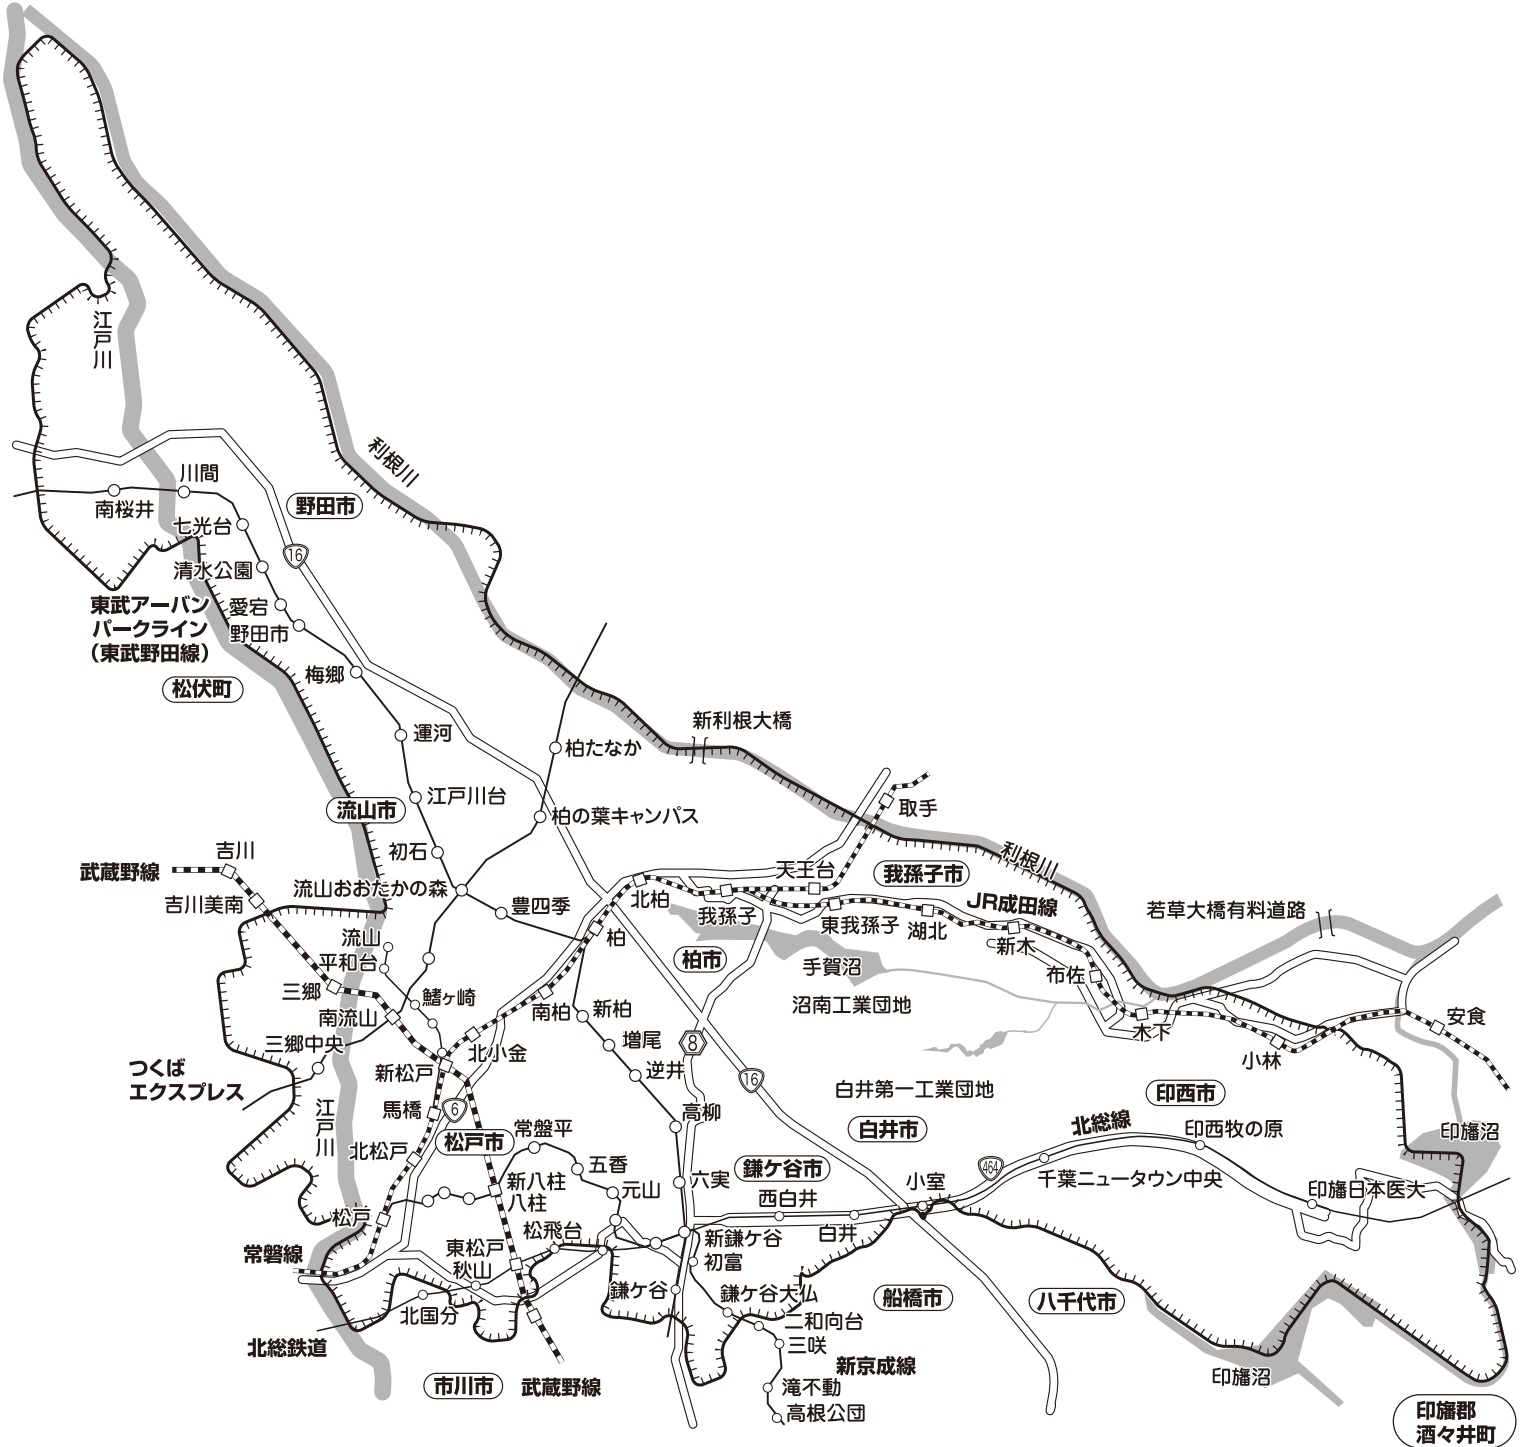 江戸川
利根川
川間
南桜井
野田市
七光台
16
清水公園
東武アーバン
パークライン
（東武野田線）
愛宕
野田市
松伏町
梅郷
新利根大橋
運河
柏たなか
江戸川台
流山市
柏の葉キャンパス
取手
吉川
初石
武蔵野線
天王台
我孫子市
利根川
流山おおたかの森
吉川美南
豊四季
北柏
我孫子
JR成田線
若草大橋有料道路
東我孫子
湖北
流山
柏
新木
平和台
柏市
手賀沼
布佐
三郷
鰭ヶ崎
沼南工業団地
南流山
南柏
新柏
木下
安食
三郷中央
北小金
増尾
8
小林
つくば
エクスプレス
新松戸
逆井
16
白井第一工業団地
印西市
江戸川
馬橋
6
高柳
北総線
白井市
印西牧の原
印旛沼
松戸市
常盤平
北松戸
五香
鎌ケ谷市
464
新八柱
八柱
元山
六実
小室
千葉ニュータウン中央
印旛日本医大
西白井
松戸
松飛台
白井
常磐線
東松戸
秋山
新鎌ケ谷
初富
鎌ケ谷
鎌ケ谷大仏
船橋市
八千代市
北国分
二和向台
三咲
北総鉄道
市川市
武蔵野線
新京成線
滝不動
高根公団
印旛沼
印旛郡
酒々井町